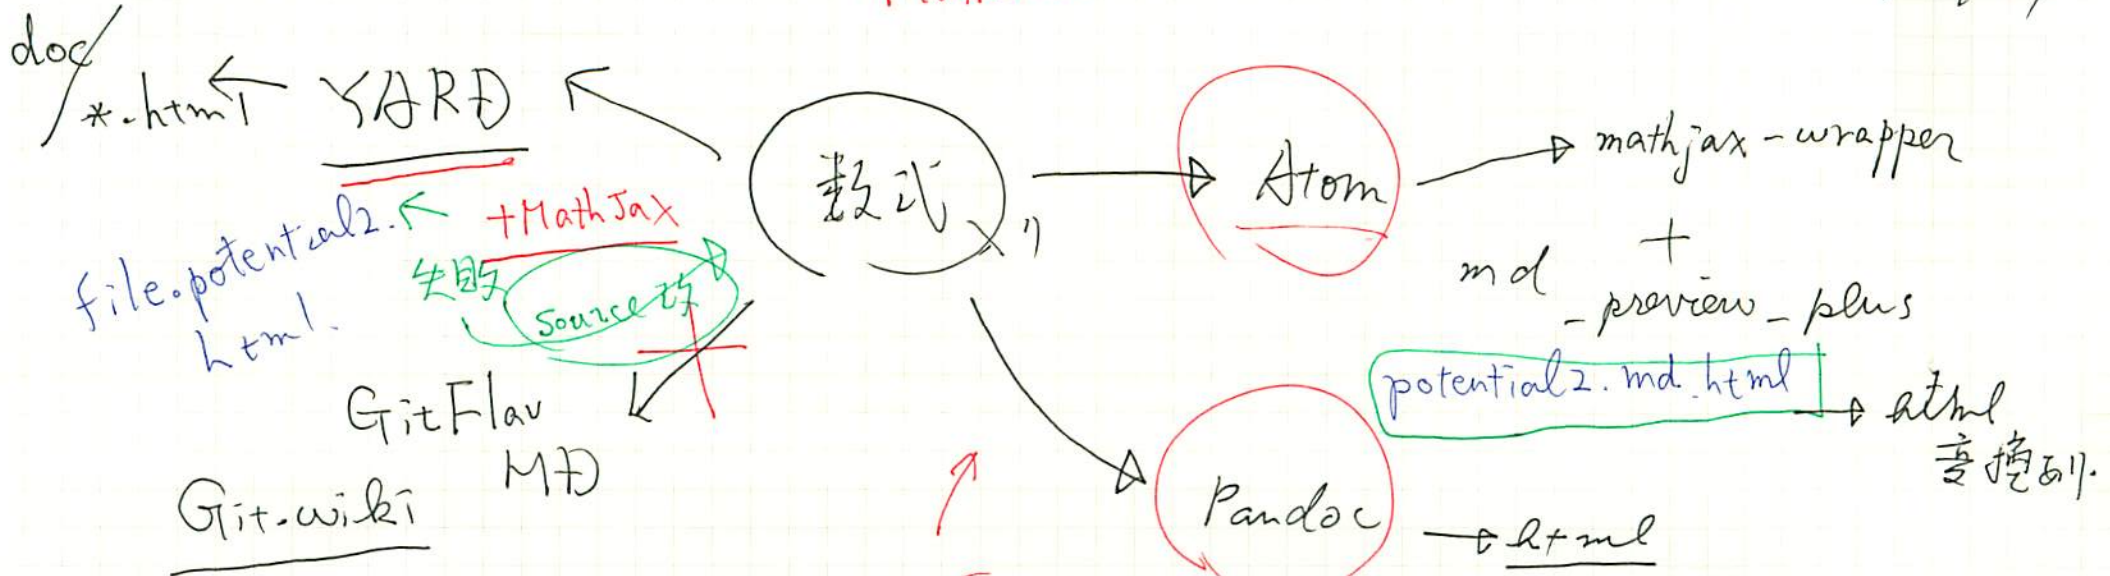 doc/
*.html
YARD
+MathJax
file.potential2.
html.
失敗
source
数式
Atom
mathjax-wrapper
+
md
_preview_plus
potential2.md.html
html
変換あり.
GitFlav
MD
Git.wiki
Pandoc
html